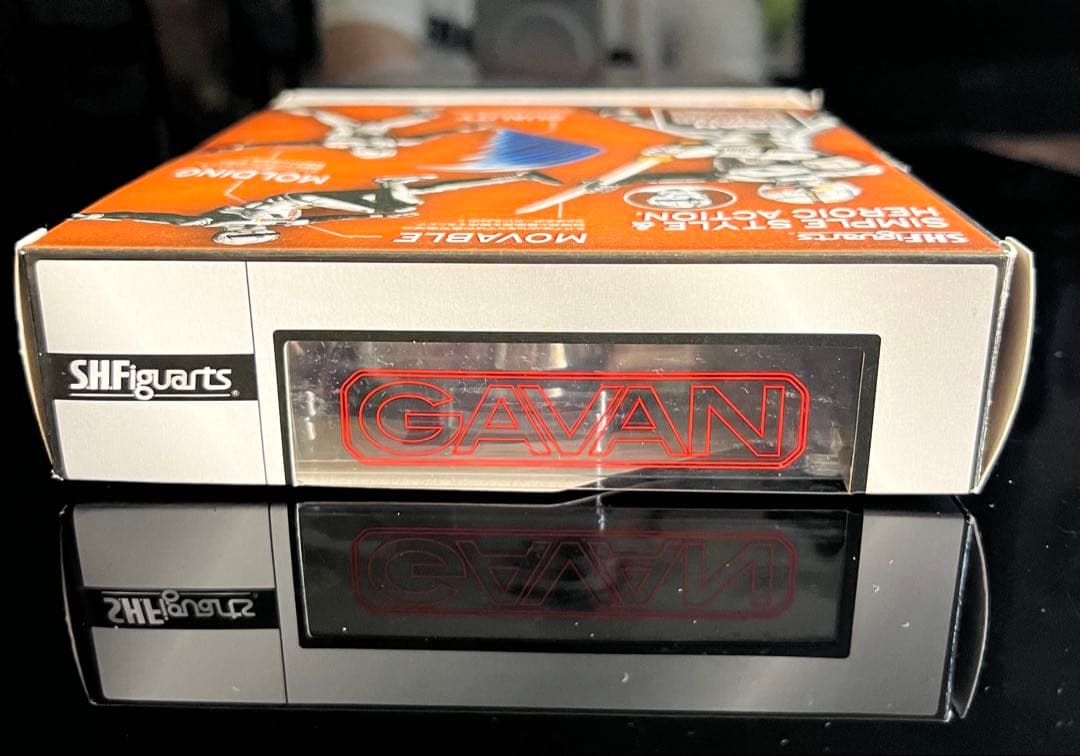 S.H.Figuarts
GAVAN
S.H.Figuarts
SIMPLE STYLE &
HEROIC ACTION.
MOVABLE
MOLDING